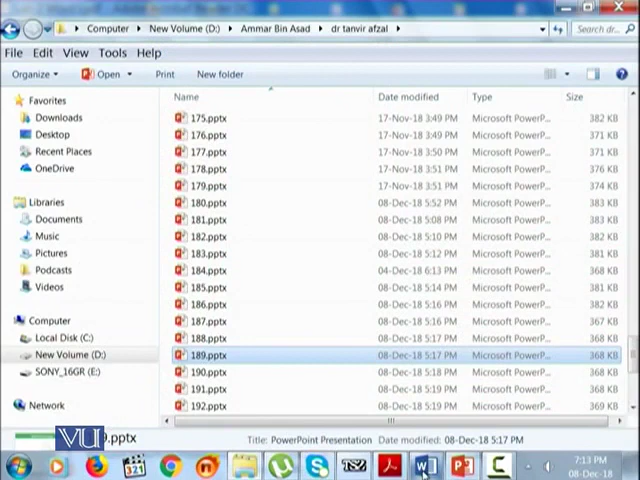 Computer ▸ New Volume (D:) ▸ Ammar Bin Asad ▸ dr tanvir afzal ▸ Search dr...
File Edit View Tools Help
Organize Open Print New folder
Name Date modified Type Size
Favorites
Downloads
Desktop
Recent Places
OneDrive
Libraries
Documents
Music
Pictures
Podcasts
Videos
Computer
Local Disk (C:)
New Volume (D:)
SONY_16GR (E:)
Network
175.pptx 17-Nov-18 3:49 PM Microsoft PowerP... 382 KB
176.pptx 17-Nov-18 3:49 PM Microsoft PowerP... 371 KB
177.pptx 17-Nov-18 3:50 PM Microsoft PowerP... 371 KB
178.pptx 17-Nov-18 3:51 PM Microsoft PowerP... 376 KB
179.pptx 17-Nov-18 3:51 PM Microsoft PowerP... 374 KB
180.pptx 08-Dec-18 5:52 PM Microsoft PowerP... 383 KB
181.pptx 08-Dec-18 5:08 PM Microsoft PowerP... 383 KB
182.pptx 08-Dec-18 5:10 PM Microsoft PowerP... 382 KB
183.pptx 08-Dec-18 5:12 PM Microsoft PowerP... 381 KB
184.pptx 04-Dec-18 6:13 PM Microsoft PowerP... 368 KB
185.pptx 08-Dec-18 5:14 PM Microsoft PowerP... 381 KB
186.pptx 08-Dec-18 5:16 PM Microsoft PowerP... 382 KB
187.pptx 08-Dec-18 5:16 PM Microsoft PowerP... 367 KB
188.pptx 08-Dec-18 5:17 PM Microsoft PowerP... 368 KB
189.pptx 08-Dec-18 5:17 PM Microsoft PowerP... 368 KB
190.pptx 08-Dec-18 5:18 PM Microsoft PowerP... 368 KB
191.pptx 08-Dec-18 5:19 PM Microsoft PowerP... 368 KB
192.pptx 08-Dec-18 5:19 PM Microsoft PowerP... 369 KB
VU 9.pptx Title: PowerPoint Presentation Date modified: 08-Dec-18 5:17 PM
321 TS2 W P C 7:13 PM
08-Dec-18